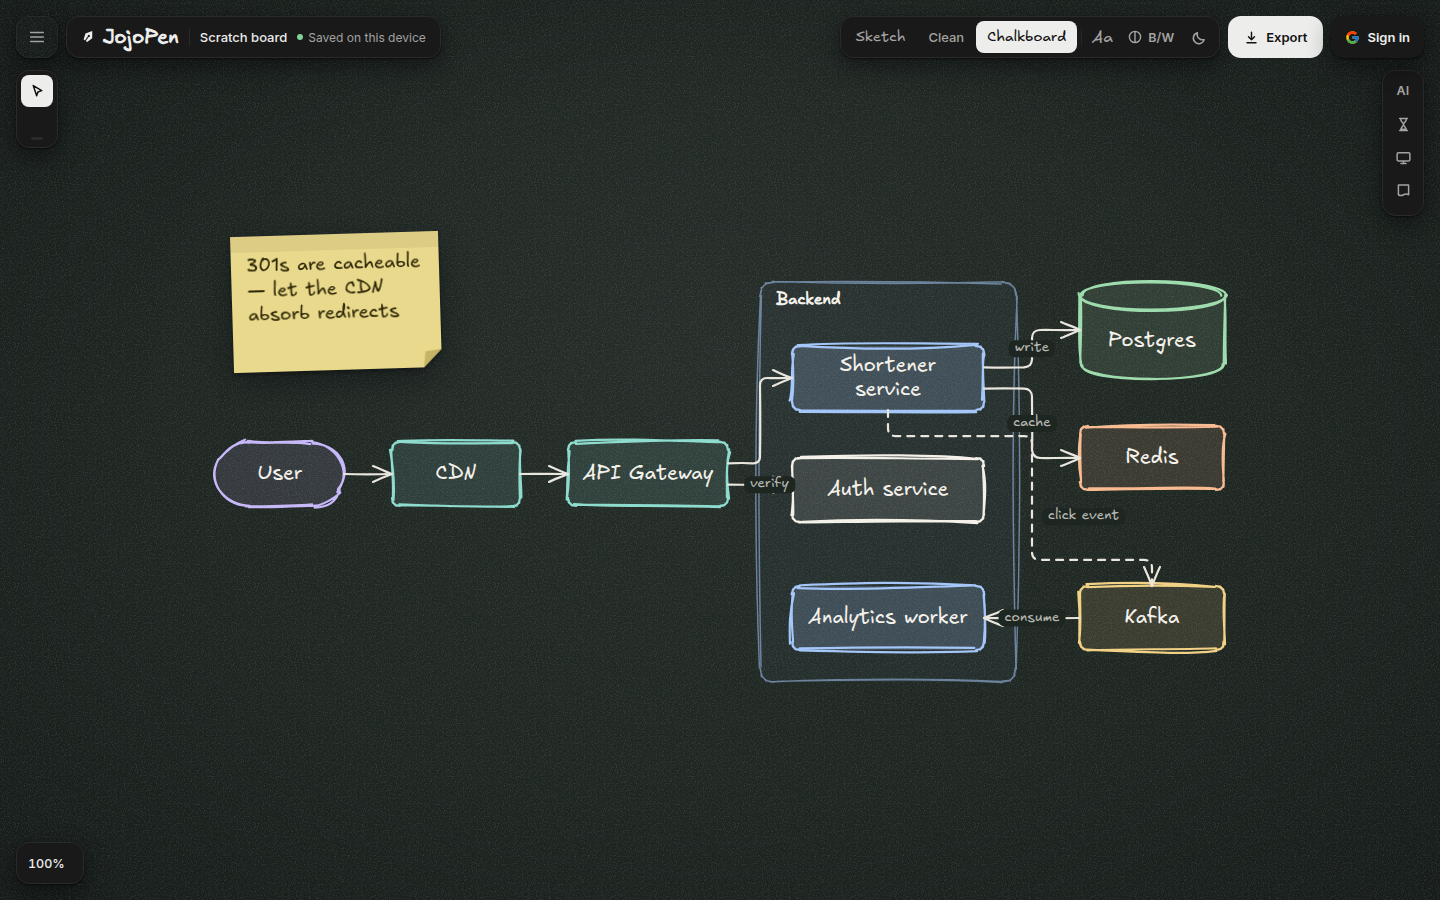 JojoPen
Scratch board
Saved on this device
Sketch
Clean
Chalkboard
Aa
B/W
Export
Sign in
AI
301s are cacheable
— let the CDN
absorb redirects
Backend
Shortener
service
write
Postgres
cache
User
CDN
API Gateway
verify
Auth service
Redis
click event
Analytics worker
consume
Kafka
100%